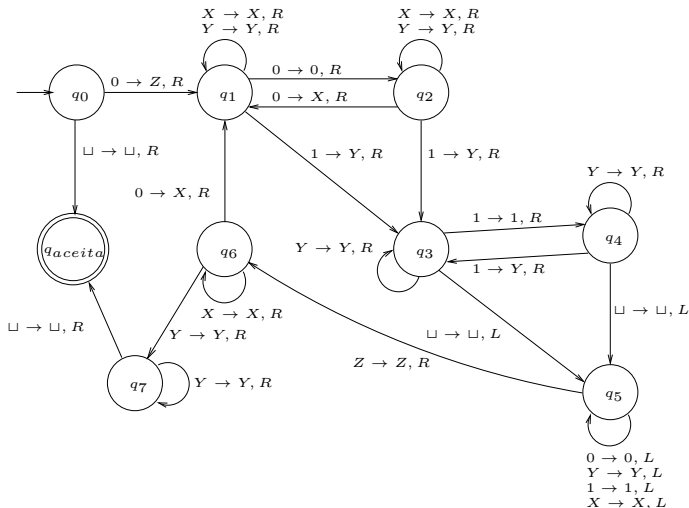 X → X, R
Y → Y, R
X → X, R
Y → Y, R
q0
0 → Z, R
q1
0 → 0, R
0 → X, R
q2
⊔ → ⊔, R
1 → Y, R
1 → Y, R
Y → Y, R
0 → X, R
qaceita
q6
Y → Y, R
q3
1 → 1, R
1 → Y, R
q4
X → X, R
⊔ → ⊔, L
⊔ → ⊔, R
Y → Y, R
⊔ → ⊔, L
Z → Z, R
q7
Y → Y, R
q5
0 → 0, L
Y → Y, L
1 → 1, L
X → X, L